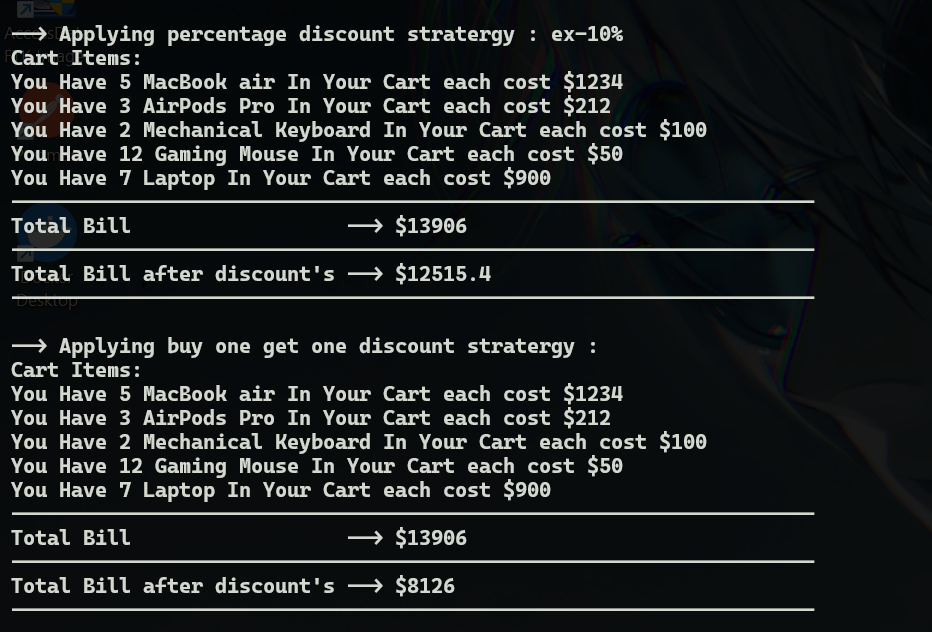 ⟶ Applying percentage discount stratergy : ex-10%
Cart Items:
You Have 5 MacBook air In Your Cart each cost $1234
You Have 3 AirPods Pro In Your Cart each cost $212
You Have 2 Mechanical Keyboard In Your Cart each cost $100
You Have 12 Gaming Mouse In Your Cart each cost $50
You Have 7 Laptop In Your Cart each cost $900
Total Bill ⟶ $13906
Total Bill after discount's ⟶ $12515.4
Desktop
⟶ Applying buy one get one discount stratergy :
Cart Items:
You Have 5 MacBook air In Your Cart each cost $1234
You Have 3 AirPods Pro In Your Cart each cost $212
You Have 2 Mechanical Keyboard In Your Cart each cost $100
You Have 12 Gaming Mouse In Your Cart each cost $50
You Have 7 Laptop In Your Cart each cost $900
Total Bill ⟶ $13906
Total Bill after discount's ⟶ $8126